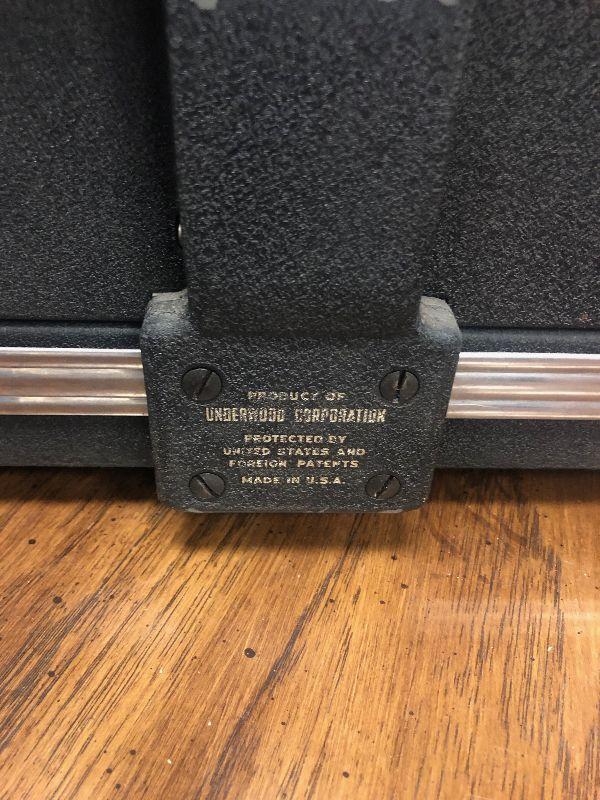 PRODUCT OF
UNDERWOOD CORPORATION
PROTECTED BY
UNITED STATES AND
FOREIGN PATENTS
MADE IN U.S.A.